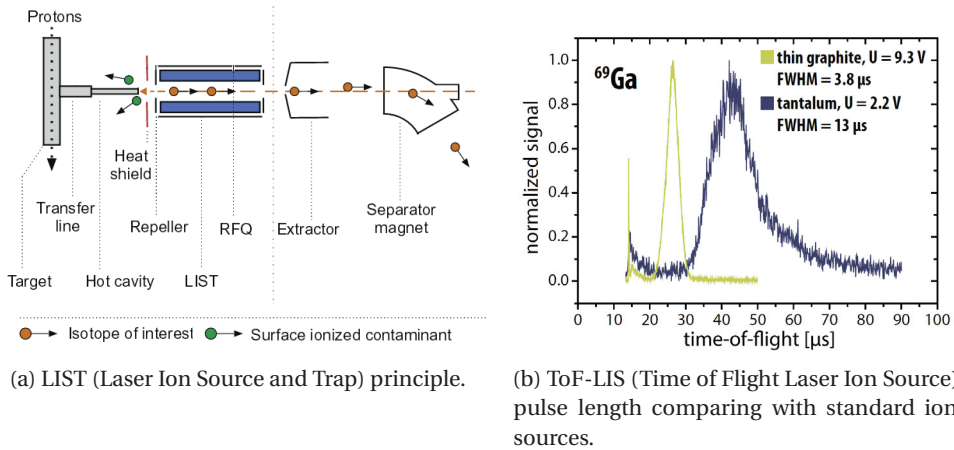 Protons
Heat
shield
Transfer
line
Repeller
RFQ
Extractor
Separator
magnet
Target
Hot cavity
LIST
Isotope of interest
Surface ionized contaminant
(a) LIST (Laser Ion Source and Trap) principle.
normalized signal
1.0
0.8
0.6
0.4
0.2
0.0
⁶⁹Ga
thin graphite, U = 9.3 V
FWHM = 3.8 µs
tantalum, U = 2.2 V
FWHM = 13 µs
0 10 20 30 40 50 60 70 80 90 100
time-of-flight [µs]
(b) ToF-LIS (Time of Flight Laser Ion Source)
pulse length comparing with standard ion
sources.